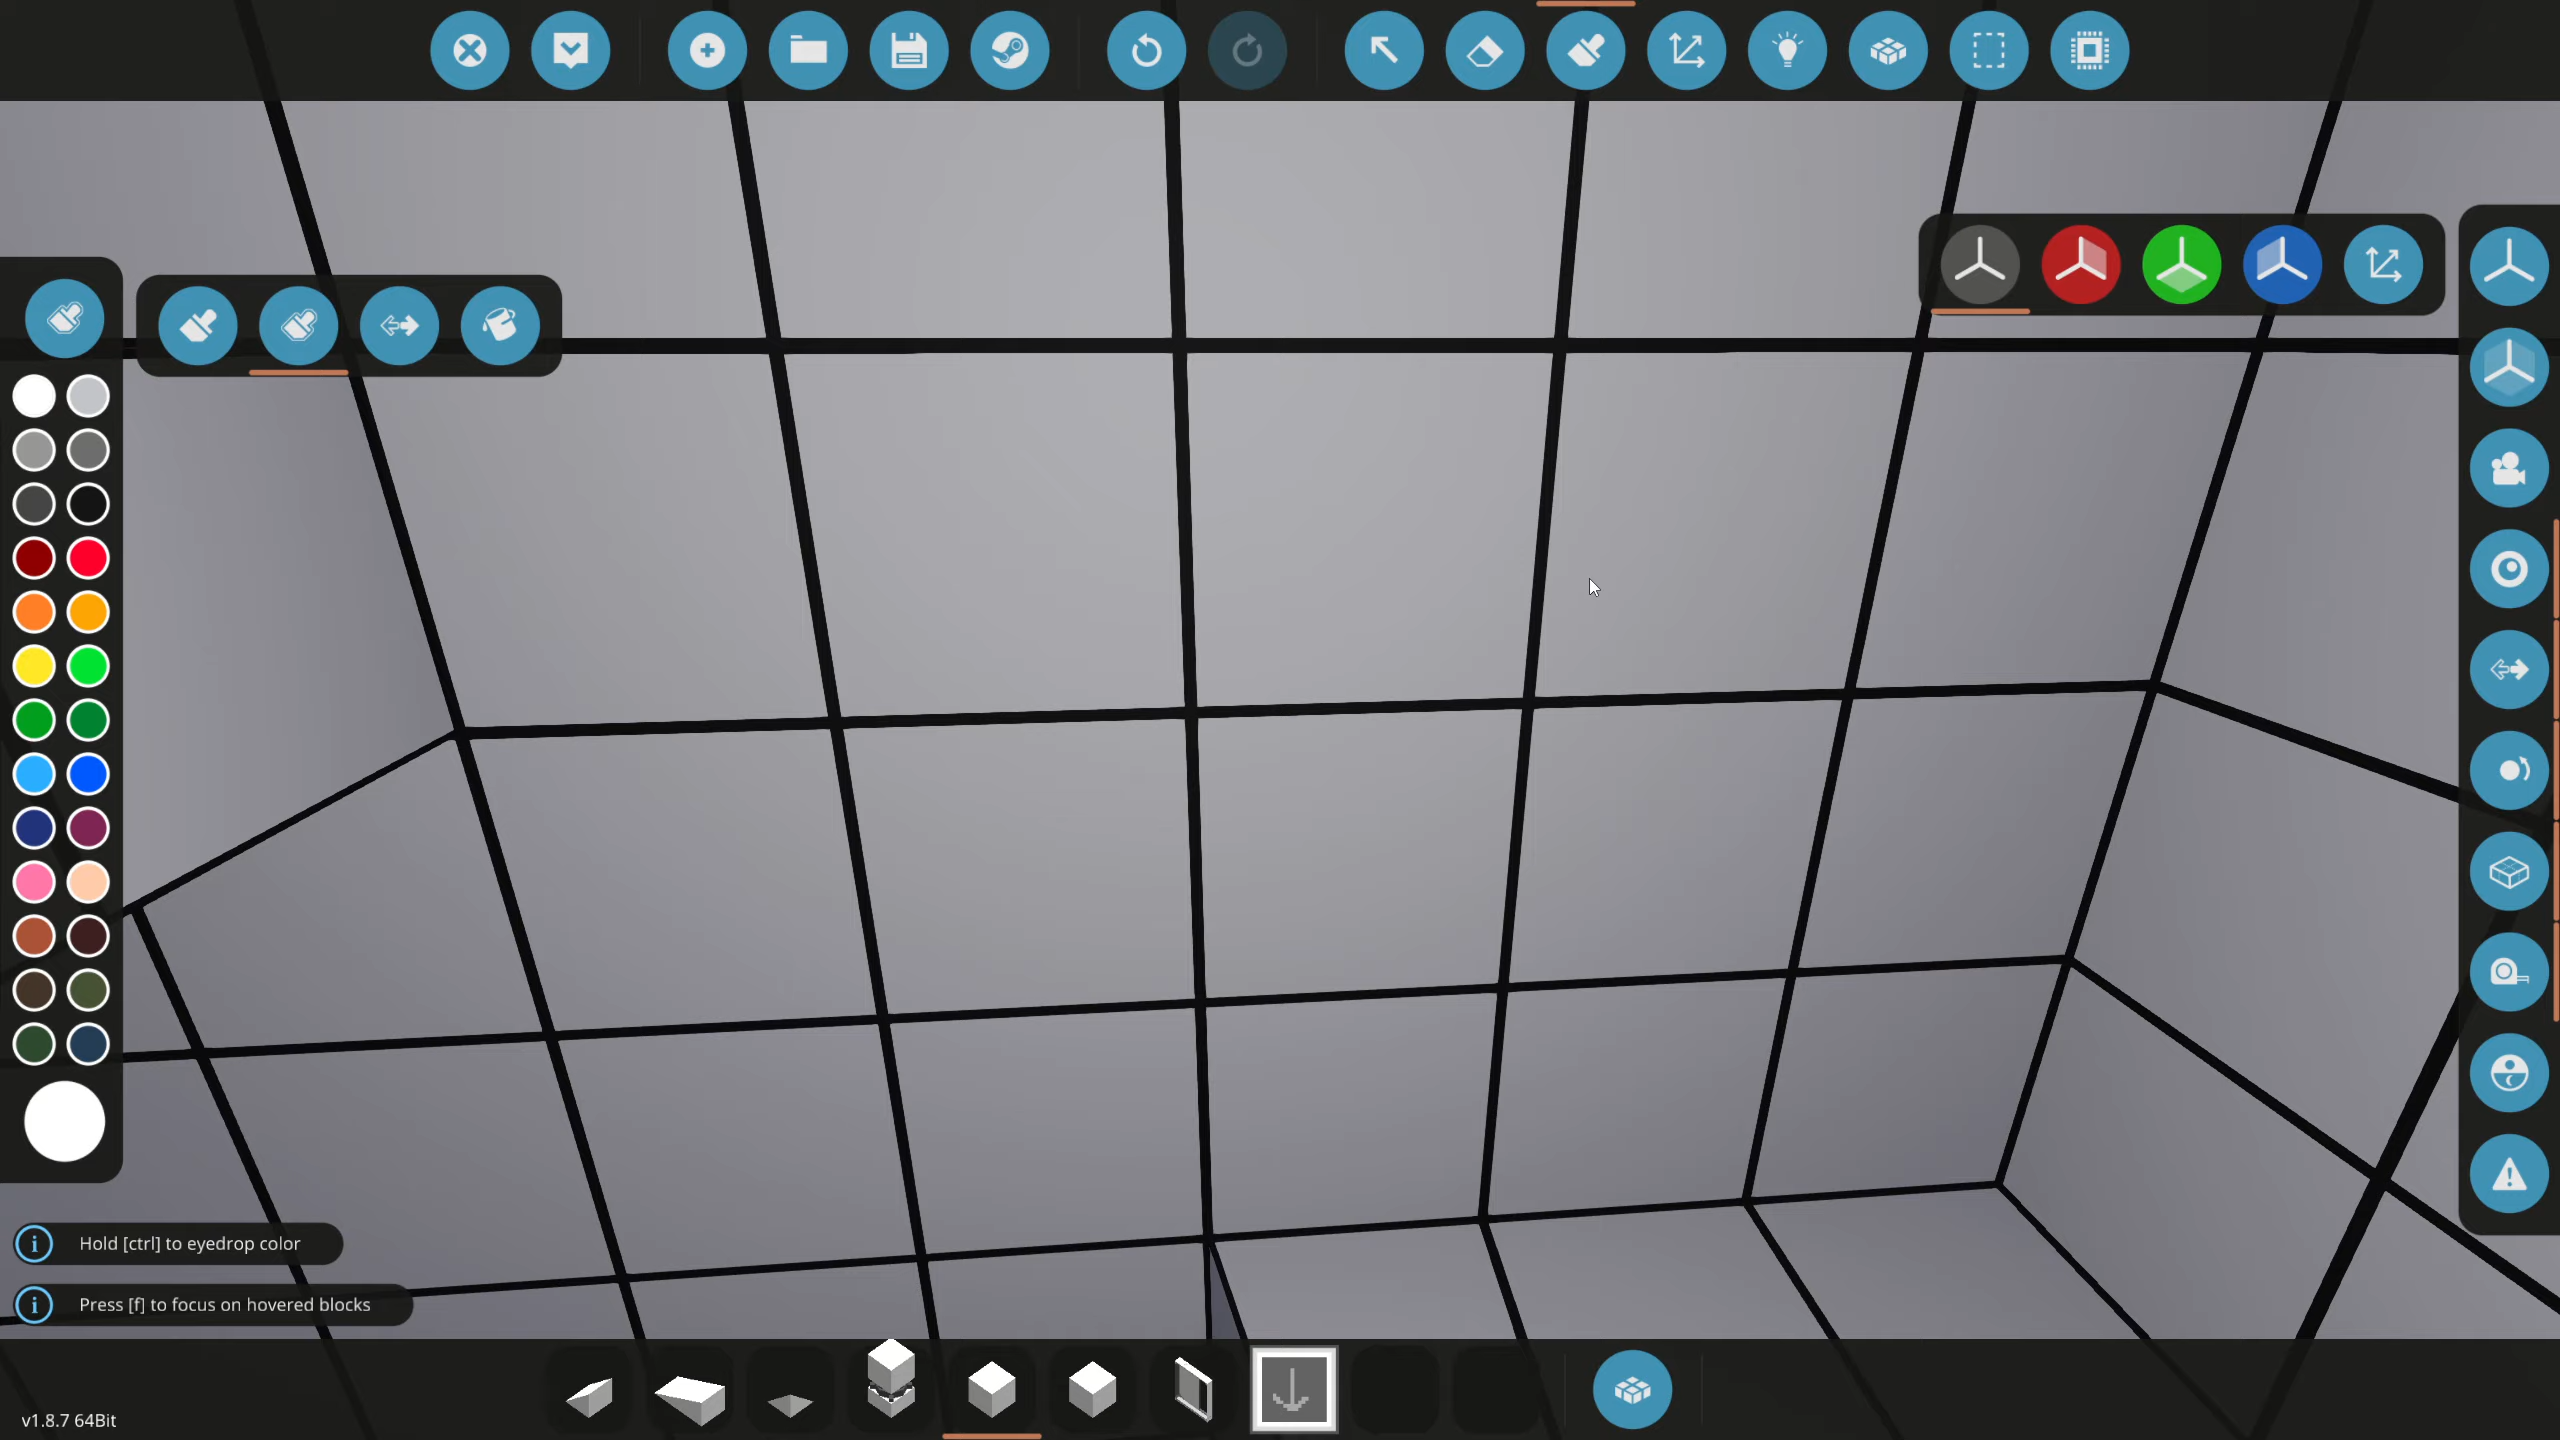 Hold [ctrl] to eyedrop color
Press [f] to focus on hovered blocks
v1.8.7 64Bit